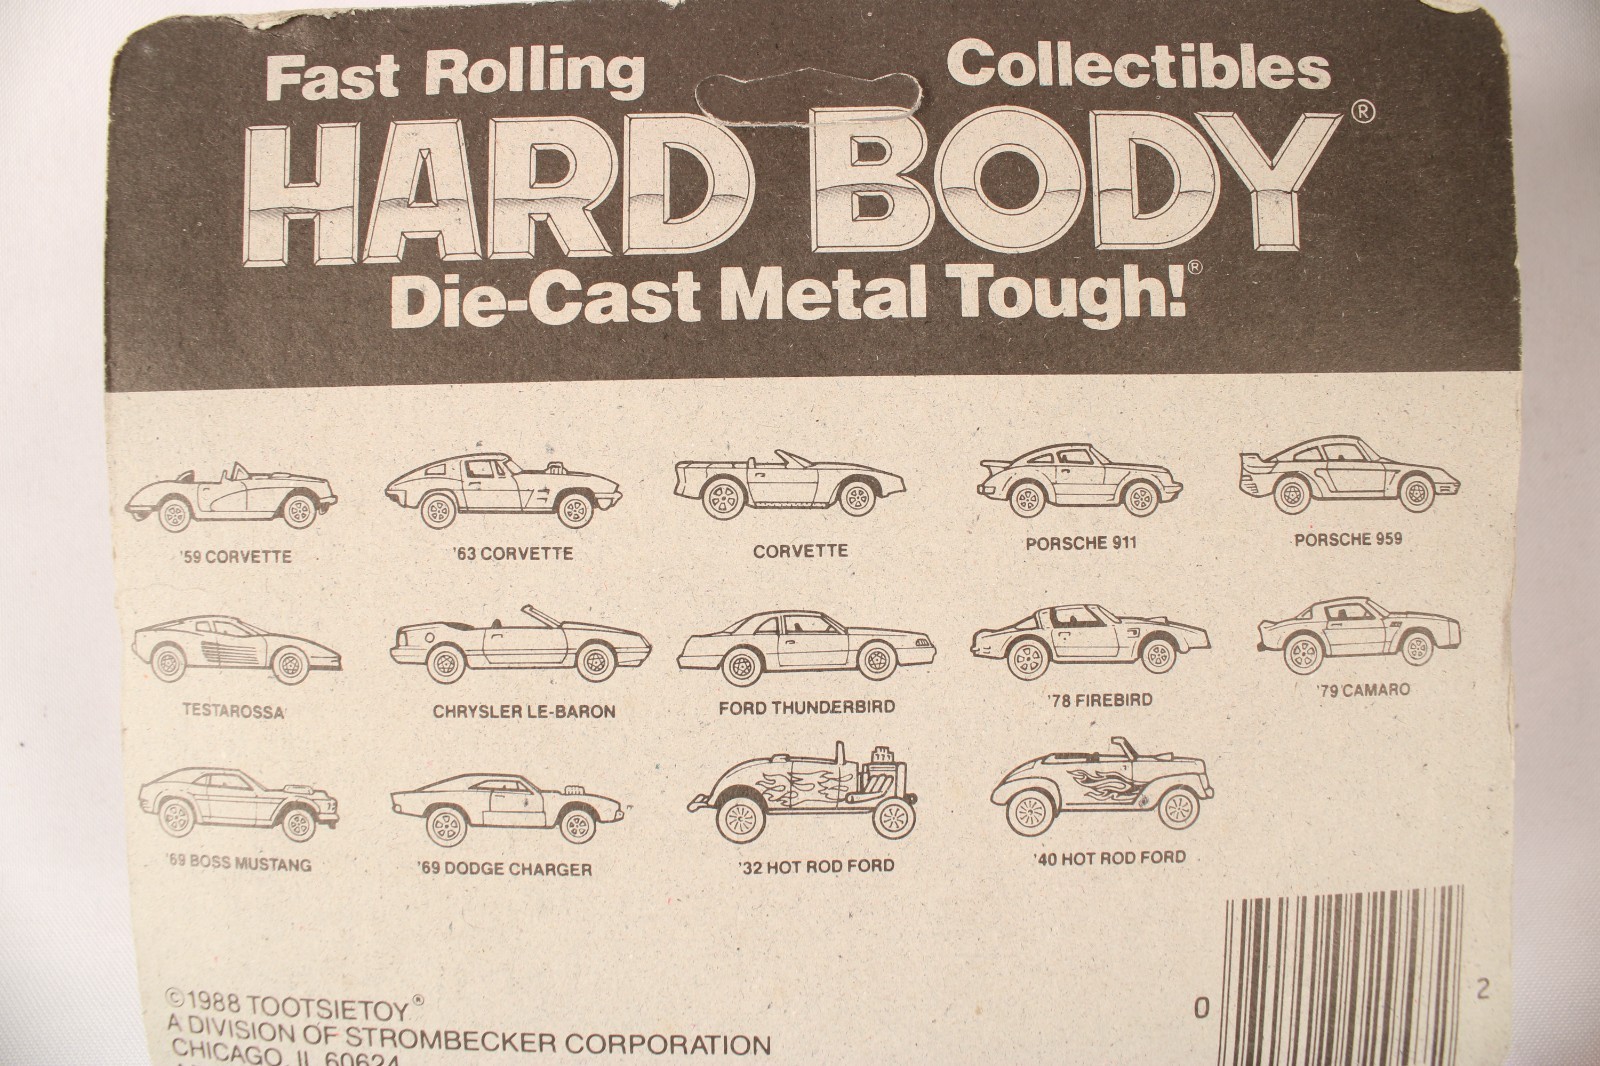 Fast Rolling Collectibles
HARD BODY®
Die-Cast Metal Tough!®
'59 CORVETTE
'63 CORVETTE
CORVETTE
PORSCHE 911
PORSCHE 959
TESTAROSSA
CHRYSLER LE-BARON
FORD THUNDERBIRD
'78 FIREBIRD
'79 CAMARO
'69 BOSS MUSTANG
'69 DODGE CHARGER
'32 HOT ROD FORD
'40 HOT ROD FORD
©1988 TOOTSIETOY®
A DIVISION OF STROMBECKER CORPORATION
CHICAGO, IL 60624
0
2